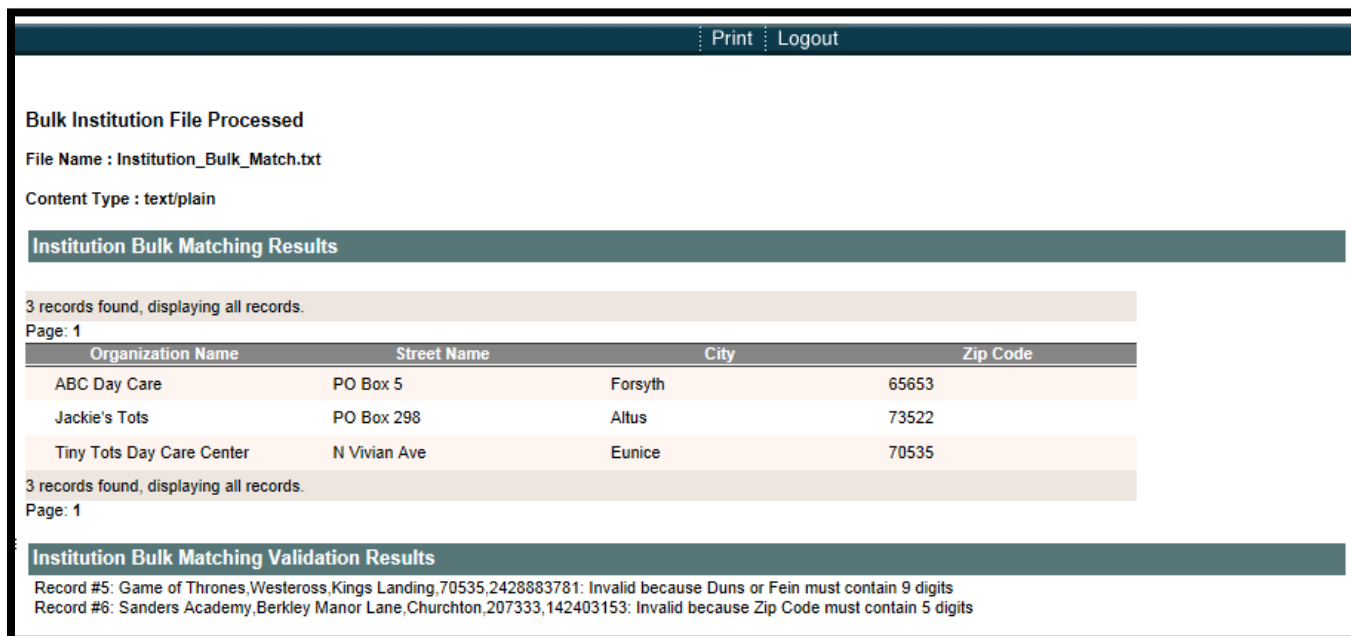 Print Logout
Bulk Institution File Processed
File Name : Institution_Bulk_Match.txt
Content Type : text/plain
Institution Bulk Matching Results
3 records found, displaying all records.
Page: 1
Organization Name Street Name City Zip Code
ABC Day Care PO Box 5 Forsyth 65653
Jackie's Tots PO Box 298 Altus 73522
Tiny Tots Day Care Center N Vivian Ave Eunice 70535
3 records found, displaying all records.
Page: 1
Institution Bulk Matching Validation Results
Record #5: Game of Thrones,Westeross,Kings Landing,70535,2428883781: Invalid because Duns or Fein must contain 9 digits
Record #6: Sanders Academy,Berkley Manor Lane,Churchton,207333,142403153: Invalid because Zip Code must contain 5 digits